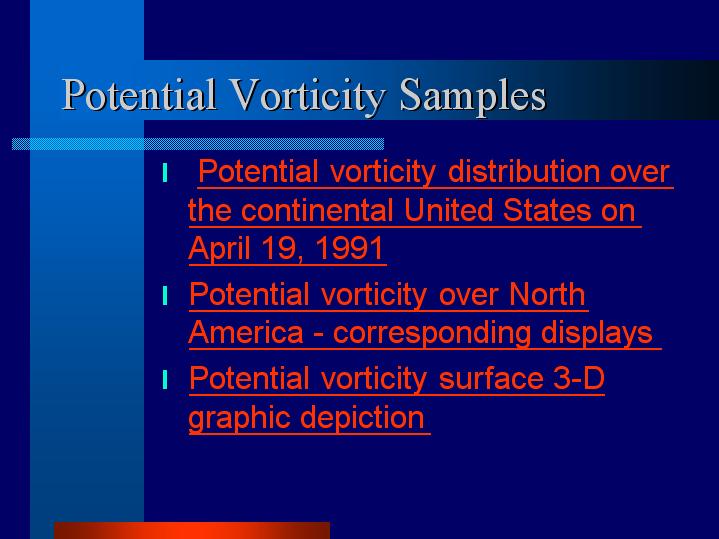 Potential Vorticity Samples
Potential vorticity distribution over
the continental United States on
April 19, 1991
Potential vorticity over North
America - corresponding displays
Potential vorticity surface 3-D
graphic depiction